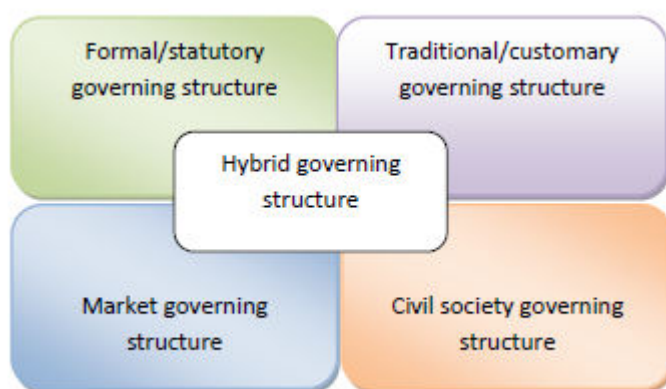 Formal/statutory
governing structure
Traditional/customary
governing structure
Hybrid governing
structure
Market governing
structure
Civil society governing
structure